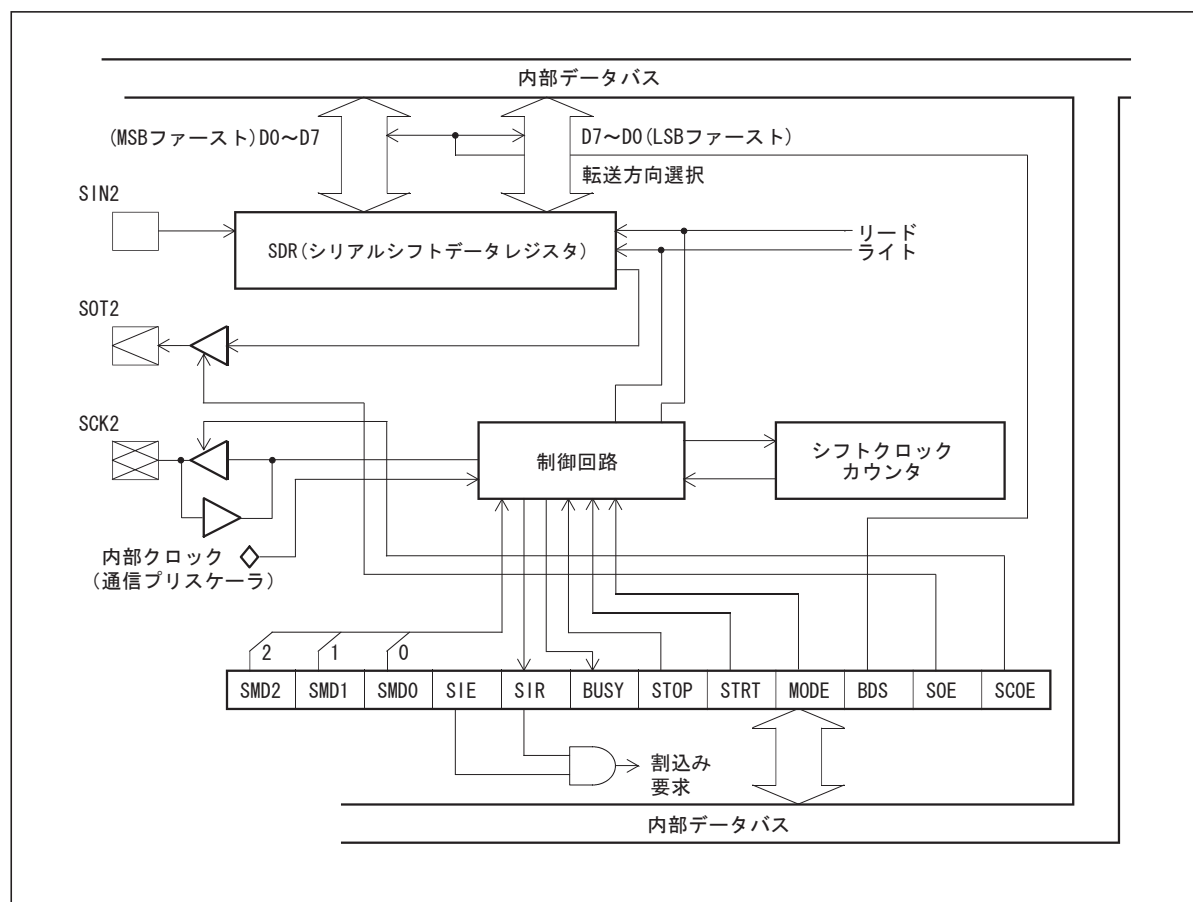 内部データバス
(MSBファースト)D0～D7
D7～D0(LSBファースト)
転送方向選択
SIN2
SDR(シリアルシフトデータレジスタ)
リード
ライト
SOT2
SCK2
制御回路
シフトクロック
カウンタ
内部クロック
(通信プリスケーラ)
2
1
0
SMD2
SMD1
SMD0
SIE
SIR
BUSY
STOP
STRT
MODE
BDS
SOE
SCOE
割込み
要求
内部データバス